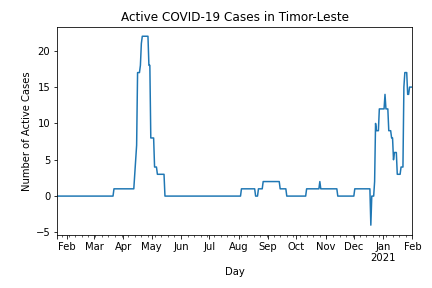 Active COVID-19 Cases in Timor-Leste
Number of Active Cases
20
15
10
5
0
−5
Feb Mar Apr May Jun Jul Aug Sep Oct Nov Dec Jan Feb
2021
Day